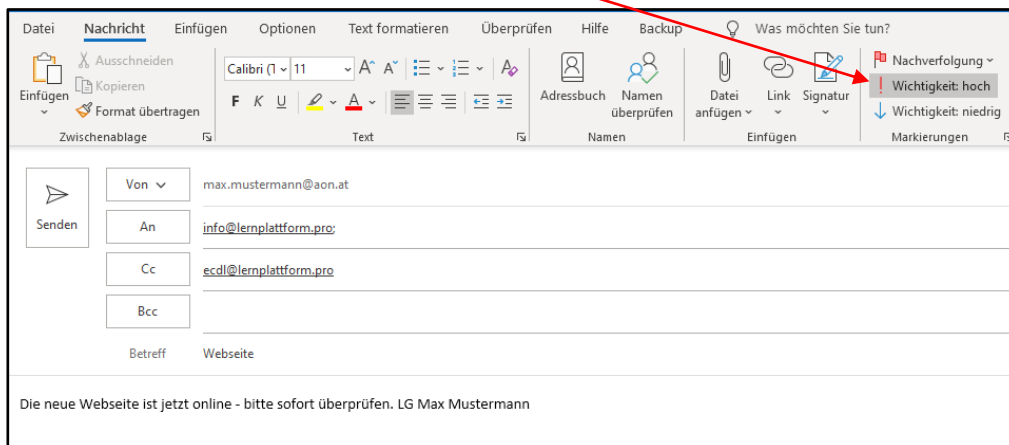 Datei Nachricht Einfügen Optionen Text formatieren Überprüfen Hilfe Backup Was möchten Sie tun?
Einfügen
Ausschneiden
Kopieren
Format übertragen
Zwischenablage
Calibri (T 11
F K U
Text
Adressbuch
Namen
überprüfen
Namen
Datei
anfügen
Link
Signatur
Einfügen
Nachverfolgung
Wichtigkeit: hoch
Wichtigkeit: niedrig
Markierungen
Senden
Von max.mustermann@aon.at
An info@lernplattform.pro;
Cc ecdl@lernplattform.pro
Bcc
Betreff Webseite
Die neue Webseite ist jetzt online - bitte sofort überprüfen. LG Max Mustermann